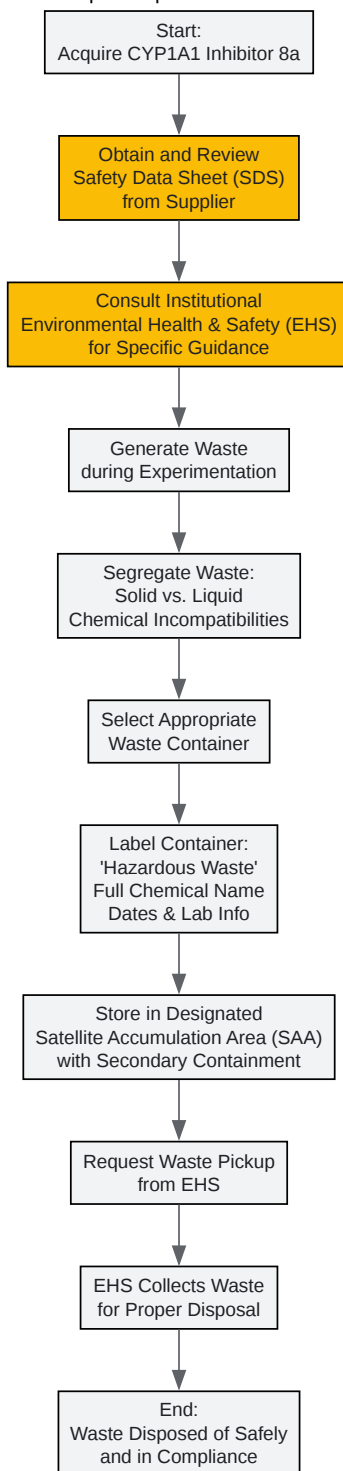 Start:
Acquire CYP1A1 Inhibitor 8a
Obtain and Review
Safety Data Sheet (SDS)
from Supplier
Consult Institutional
Environmental Health & Safety (EHS)
for Specific Guidance
Generate Waste
during Experimentation
Segregate Waste:
Solid vs. Liquid
Chemical Incompatibilities
Select Appropriate
Waste Container
Label Container:
'Hazardous Waste'
Full Chemical Name
Dates & Lab Info
Store in Designated
Satellite Accumulation Area (SAA)
with Secondary Containment
Request Waste Pickup
from EHS
EHS Collects Waste
for Proper Disposal
End:
Waste Disposed of Safely
and in Compliance